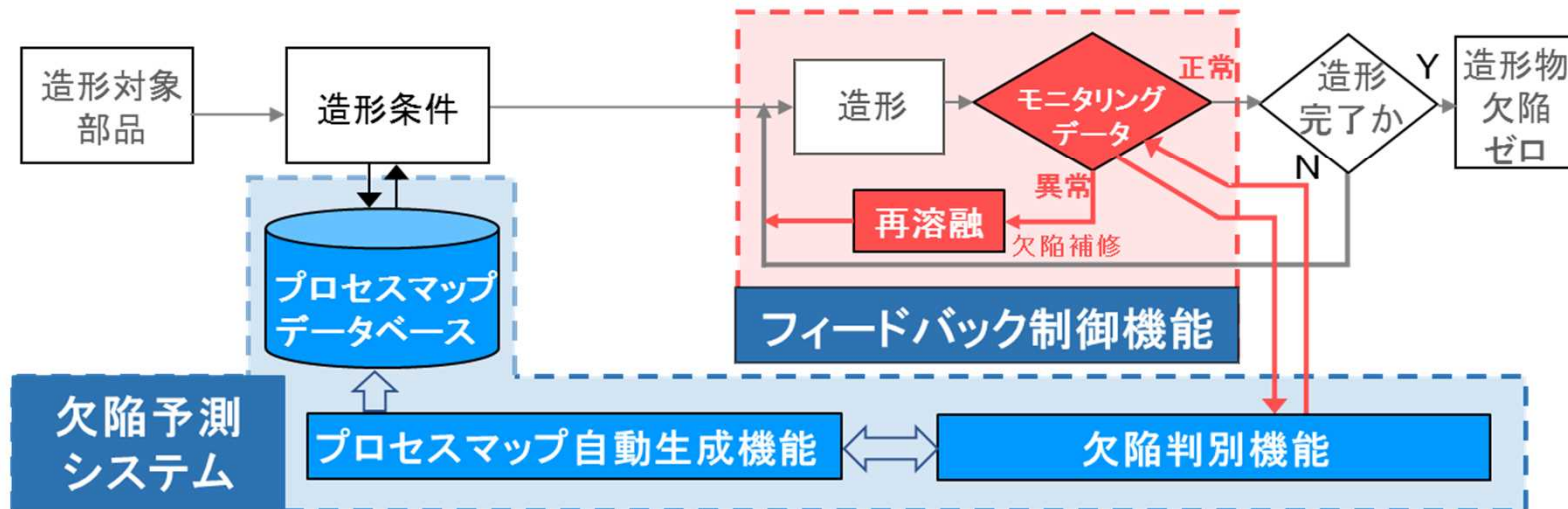 造形対象
部品
造形条件
造形
モニタリング
データ
正常
異常
再溶融
欠陥補修
フィードバック制御機能
造形
完了か
Y
N
造形物
欠陥
ゼロ
プロセスマップ
データベース
欠陥予測
システム
プロセスマップ自動生成機能
欠陥判別機能